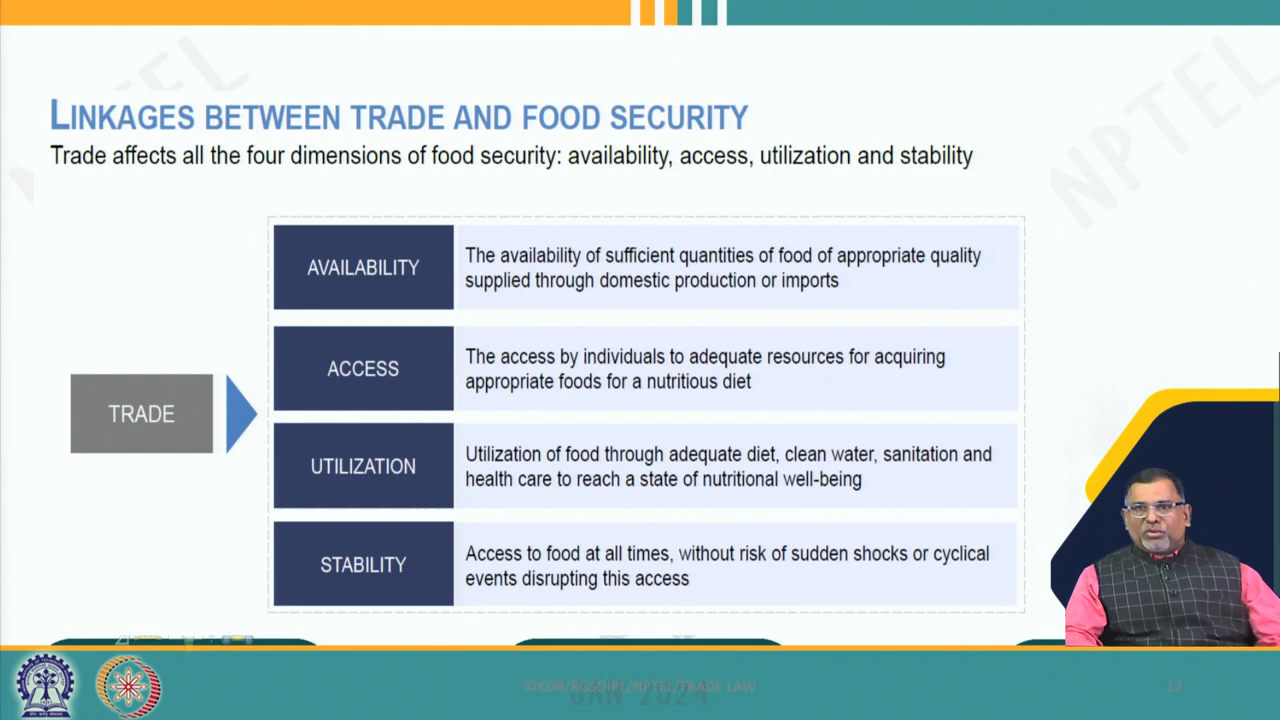 NPTEL
LINKAGES BETWEEN TRADE AND FOOD SECURITY
Trade affects all the four dimensions of food security: availability, access, utilization and stability
TRADE
AVAILABILITY
The availability of sufficient quantities of food of appropriate quality
supplied through domestic production or imports
ACCESS
The access by individuals to adequate resources for acquiring
appropriate foods for a nutritious diet
UTILIZATION
Utilization of food through adequate diet, clean water, sanitation and
health care to reach a state of nutritional well-being
STABILITY
Access to food at all times, without risk of sudden shocks or cyclical
events disrupting this access
©KDR/RGSOIPL/NPTEL/TRADE LAW
JAN 2024
12